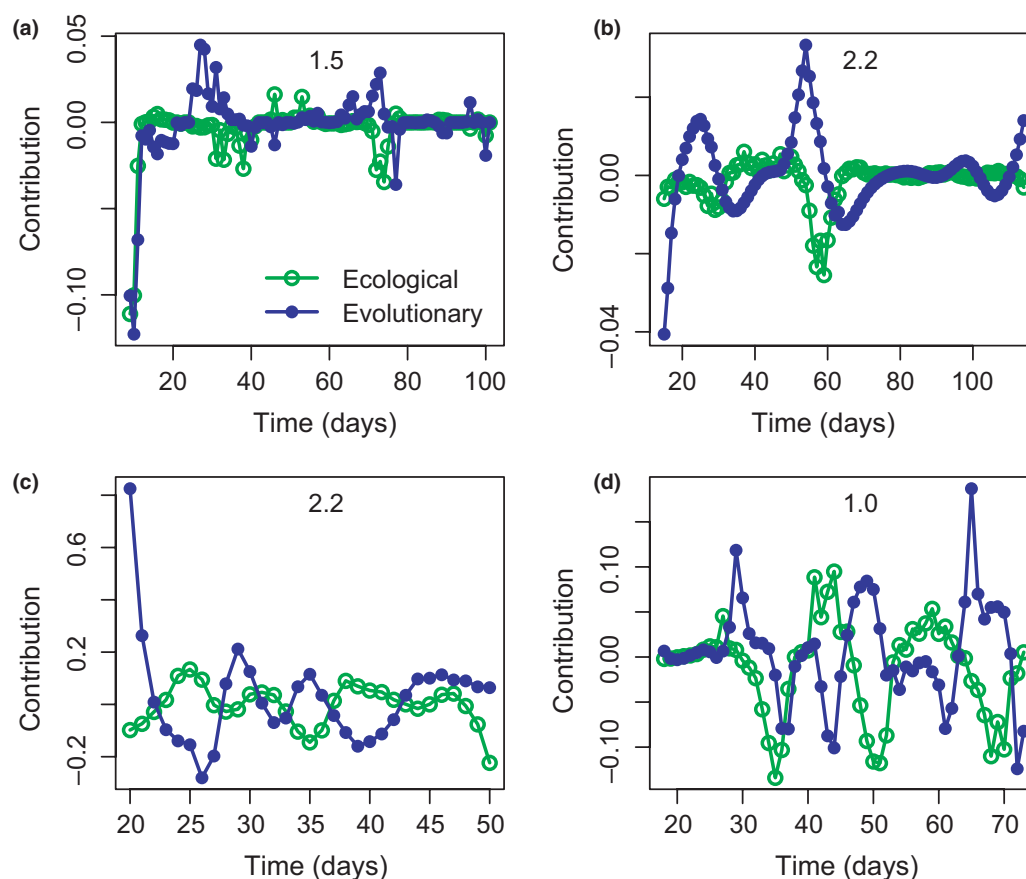 (a)
1.5
0.05
0.00
−0.10
Contribution
Ecological
Evolutionary
20 40 60 80 100
Time (days)
(b)
2.2
0.00
−0.04
Contribution
20 40 60 80 100
Time (days)
(c)
2.2
0.6
0.2
−0.2
Contribution
20 25 30 35 40 45 50
Time (days)
(d)
1.0
0.10
0.00
−0.10
Contribution
20 30 40 50 60 70
Time (days)